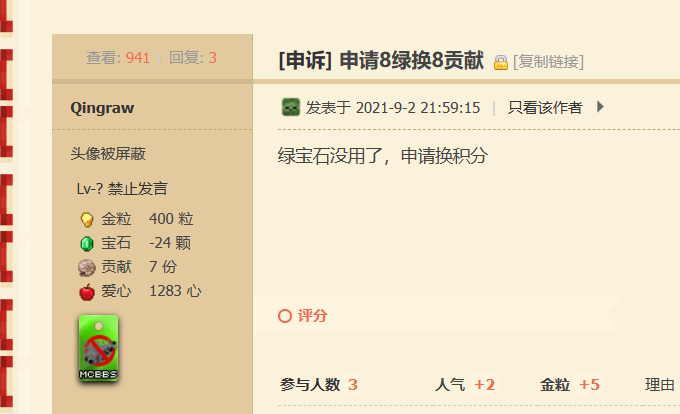 查看: 941 | 回复: 3
[申诉] 申请8绿换8贡献 [复制链接]
Qingraw
发表于 2021-9-2 21:59:15 | 只看该作者
头像被屏蔽
绿宝石没用了，申请换积分
Lv-? 禁止发言
金粒 400 粒
宝石 -24 颗
贡献 7 份
爱心 1283 心
评分
MCBBS
参与人数 3 人气 +2 金粒 +5 理由